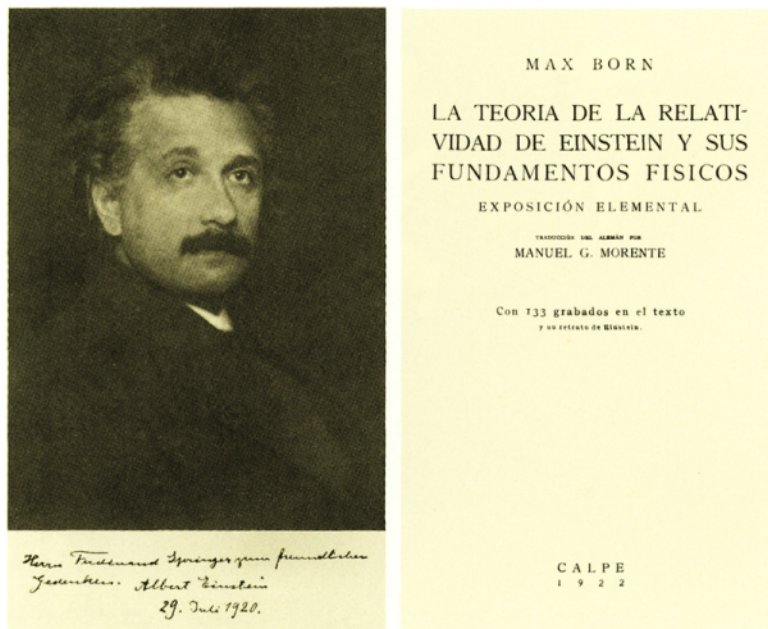 Herrn Ferdinand Springer zum freundlichen
Gedenken. Albert Einstein
29. Juli 1920.
MAX BORN
LA TEORIA DE LA RELATI-
VIDAD DE EINSTEIN Y SUS
FUNDAMENTOS FISICOS
EXPOSICIÓN ELEMENTAL
TRADUCCIÓN DEL ALEMÁN POR
MANUEL G. MORENTE
Con 133 grabados en el texto
y un retrato de Einstein.
CALPE
1922